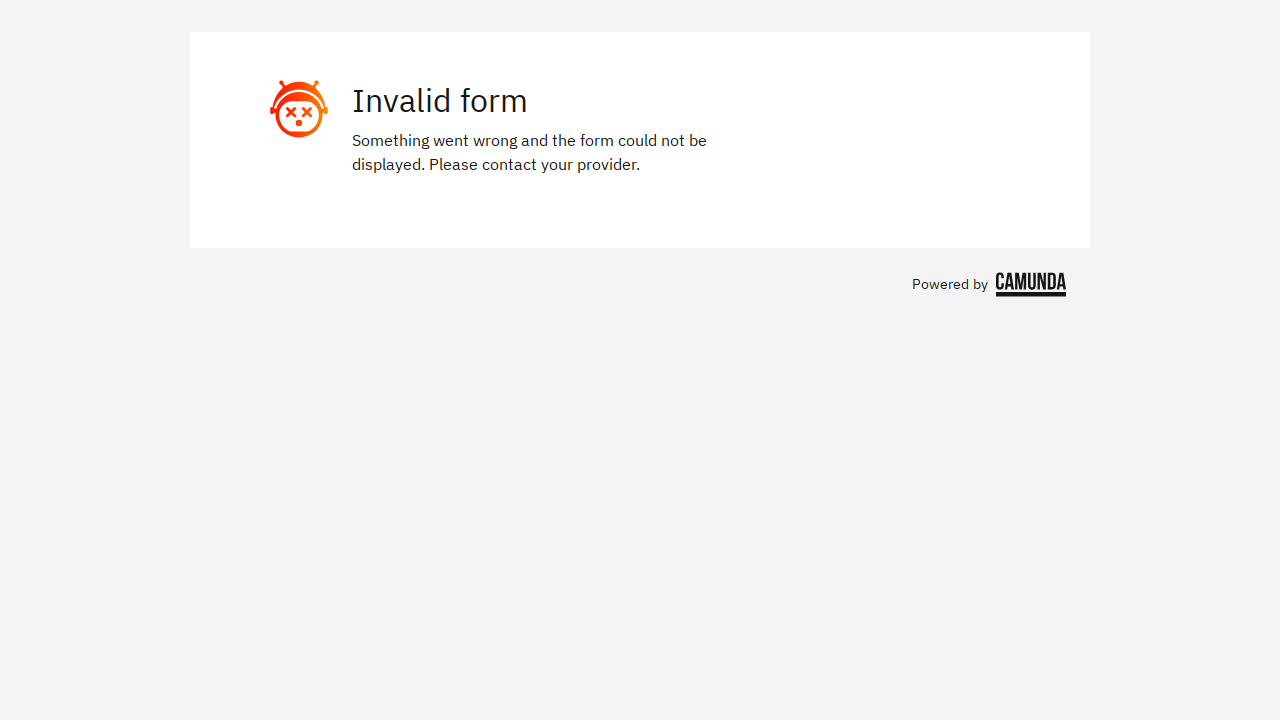 Invalid form
Something went wrong and the form could not be
displayed. Please contact your provider.
Powered by CAMUNDA